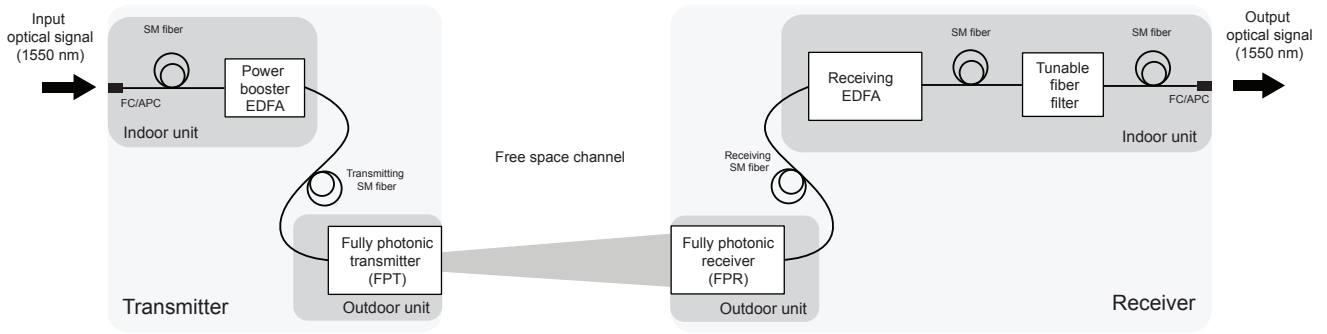 Input
optical signal
(1550 nm)
SM fiber
FC/APC
Power
booster
EDFA
Indoor unit
Transmitting
SM fiber
Fully photonic
transmitter
(FPT)
Outdoor unit
Transmitter
Free space channel
Receiving
SM fiber
Fully photonic
receiver
(FPR)
Outdoor unit
Receiving
EDFA
SM fiber
Tunable
fiber
filter
SM fiber
FC/APC
Indoor unit
Receiver
Output
optical signal
(1550 nm)